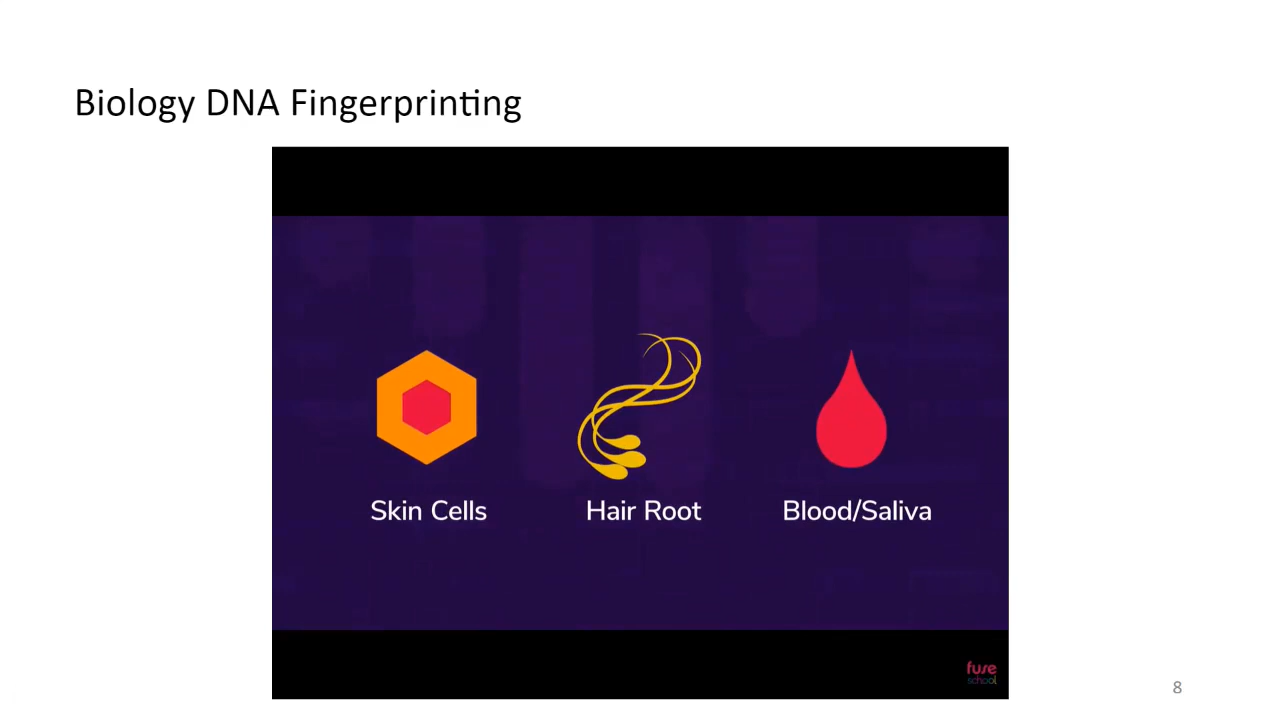 Biology DNA Fingerprinting
Skin Cells
Hair Root
Blood/Saliva
fuse
school
8